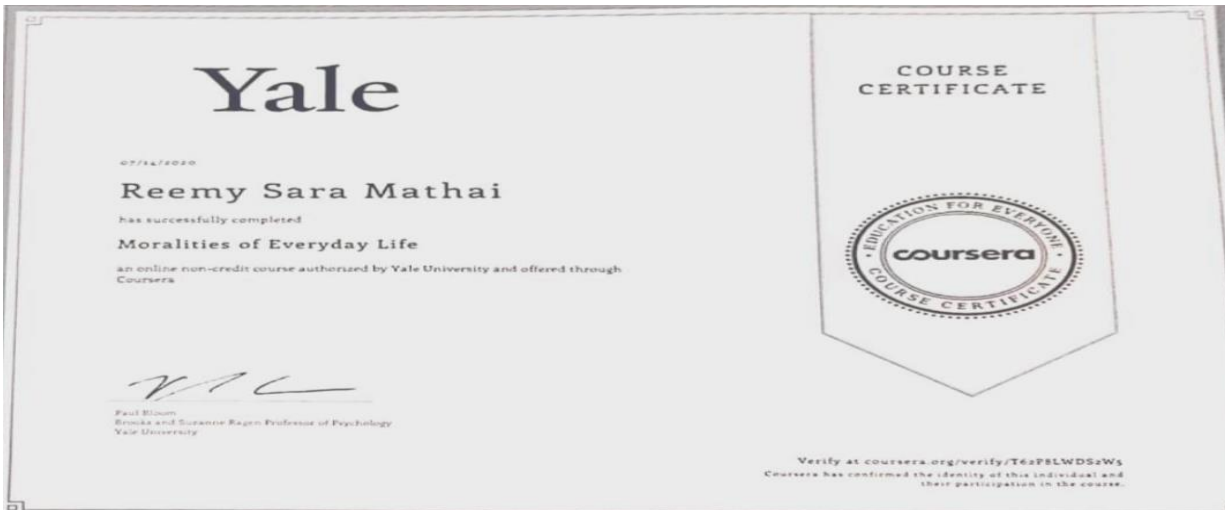 Yale
07/14/2020
Reemy Sara Mathai
has successfully completed
Moralities of Everyday Life
an online non-credit course authorized by Yale University and offered through
Coursera
Paul Bloom
Brooks and Suzanne Ragen Professor of Psychology
Yale University
COURSE
CERTIFICATE
EDUCATION FOR EVERYONE
coursera
COURSE CERTIFICATE
Verify at coursera.org/verify/T62P8LWDS2W5
Coursera has confirmed the identity of this individual and
their participation in the course.